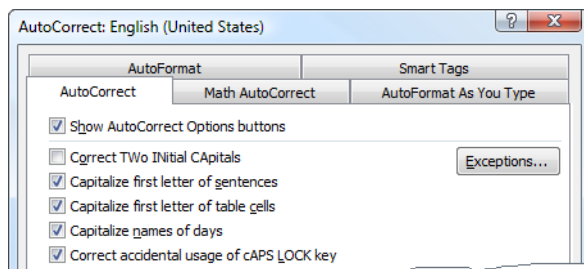 AutoCorrect: English (United States)
AutoFormat Smart Tags
AutoCorrect Math AutoCorrect AutoFormat As You Type
Show AutoCorrect Options buttons
Correct TWo INitial CApitals Exceptions...
Capitalize first letter of sentences
Capitalize first letter of table cells
Capitalize names of days
Correct accidental usage of cAPS LOCK key